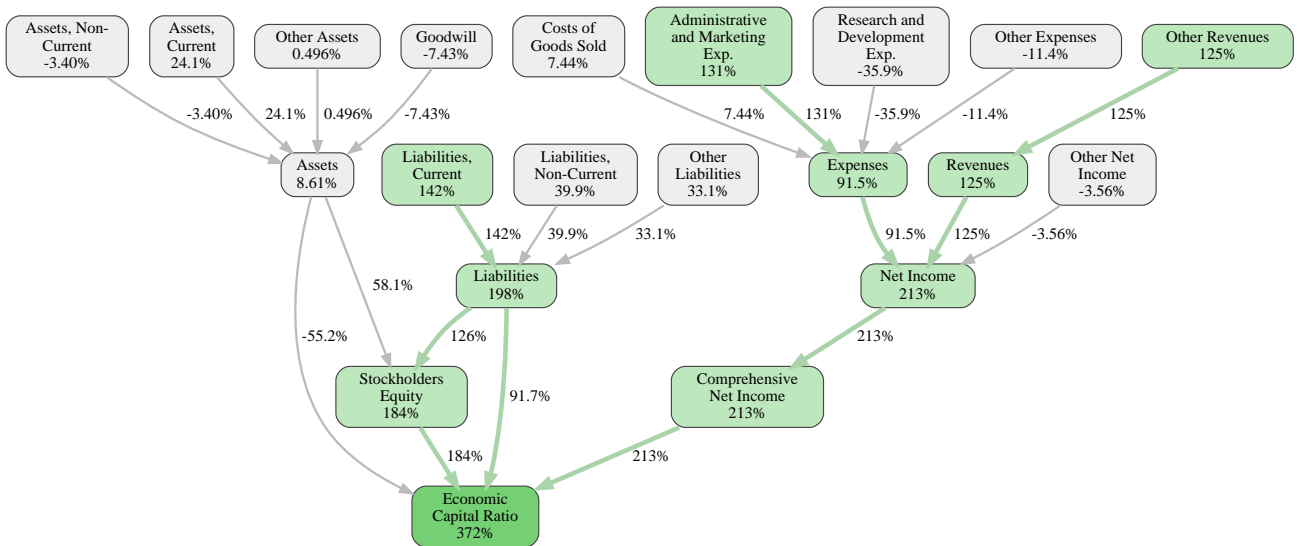 Assets, Non-
Current
-3.40%
Assets,
Current
24.1%
Other Assets
0.496%
Goodwill
-7.43%
Costs of
Goods Sold
7.44%
Administrative
and Marketing
Exp.
131%
Research and
Development
Exp.
-35.9%
Other Expenses
-11.4%
Other Revenues
125%
-3.40%
24.1%
0.496%
-7.43%
7.44%
131%
-35.9%
-11.4%
125%
Assets
8.61%
Liabilities,
Current
142%
Liabilities,
Non-Current
39.9%
Other
Liabilities
33.1%
Expenses
91.5%
Revenues
125%
Other Net
Income
-3.56%
142%
39.9%
33.1%
91.5%
125%
-3.56%
58.1%
Liabilities
198%
Net Income
213%
-55.2%
126%
213%
Stockholders
Equity
184%
91.7%
Comprehensive
Net Income
213%
184%
213%
Economic
Capital Ratio
372%